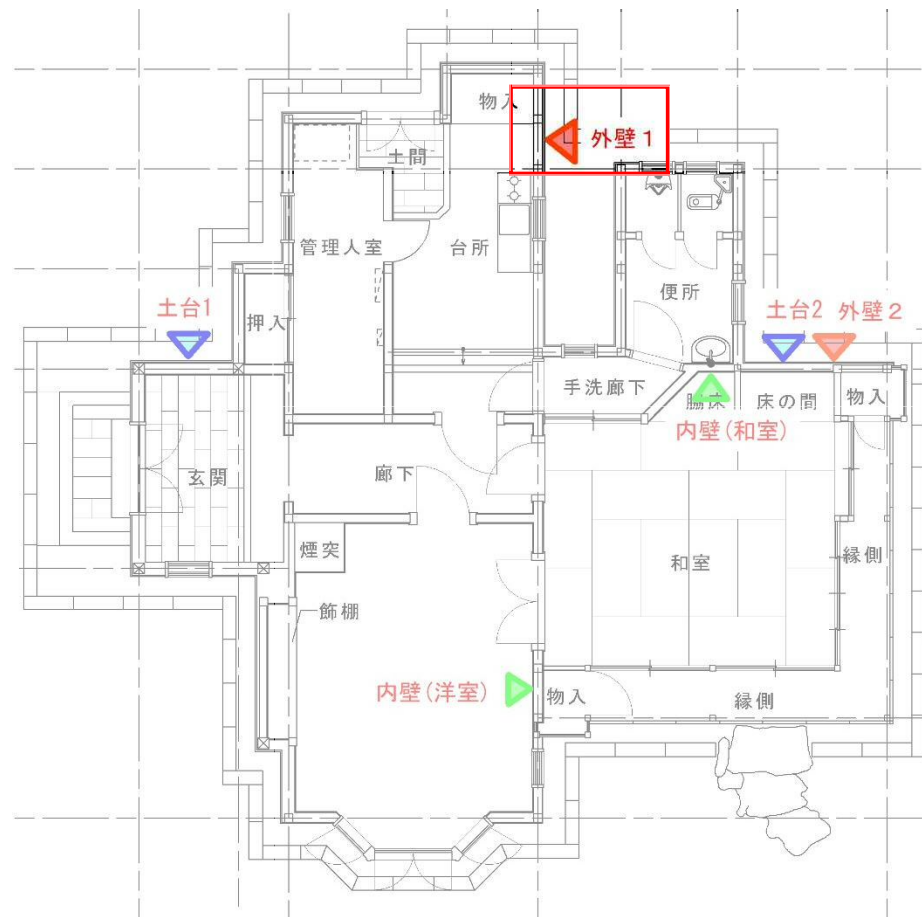 物入
外壁1
土間
管理人室
台所
便所
土台1
押入
土台2
外壁2
手洗廊下
脇床
床の間
物入
内壁(和室)
玄関
廊下
煙突
和室
縁側
飾棚
内壁(洋室)
物入
縁側